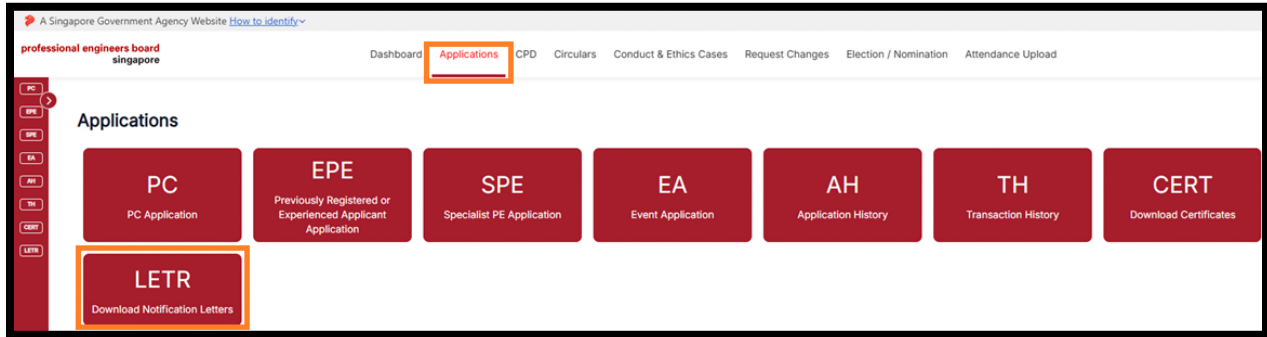 A Singapore Government Agency Website How to identify
professional engineers board
singapore
Dashboard Applications CPD Circulars Conduct & Ethics Cases Request Changes Election / Nomination Attendance Upload
PC
EPE
SPE
EA
AH
TH
CERT
LETR
Applications
PC
PC Application
EPE
Previously Registered or
Experienced Applicant
Application
SPE
Specialist PE Application
EA
Event Application
AH
Application History
TH
Transaction History
CERT
Download Certificates
LETR
Download Notification Letters